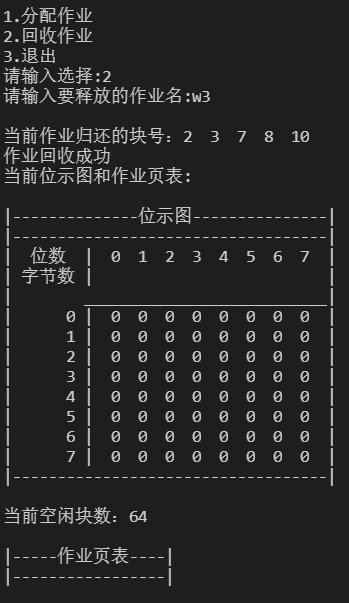 1.分配作业
2.回收作业
3.退出
请输入选择:2
请输入要释放的作业名:w3
当前作业归还的块号：2  3  7  8  10
作业回收成功
当前位示图和作业页表:
|--------------位示图---------------|
|-----------------------------------|
|  位数  |  0  1  2  3  4  5  6  7  |
| 字节数 |                          |
|        ___________________________|
|      0 |  0  0  0  0  0  0  0  0  |
|      1 |  0  0  0  0  0  0  0  0  |
|      2 |  0  0  0  0  0  0  0  0  |
|      3 |  0  0  0  0  0  0  0  0  |
|      4 |  0  0  0  0  0  0  0  0  |
|      5 |  0  0  0  0  0  0  0  0  |
|      6 |  0  0  0  0  0  0  0  0  |
|      7 |  0  0  0  0  0  0  0  0  |
|-----------------------------------|
当前空闲块数：64
|-----作业页表----|
|-----------------|